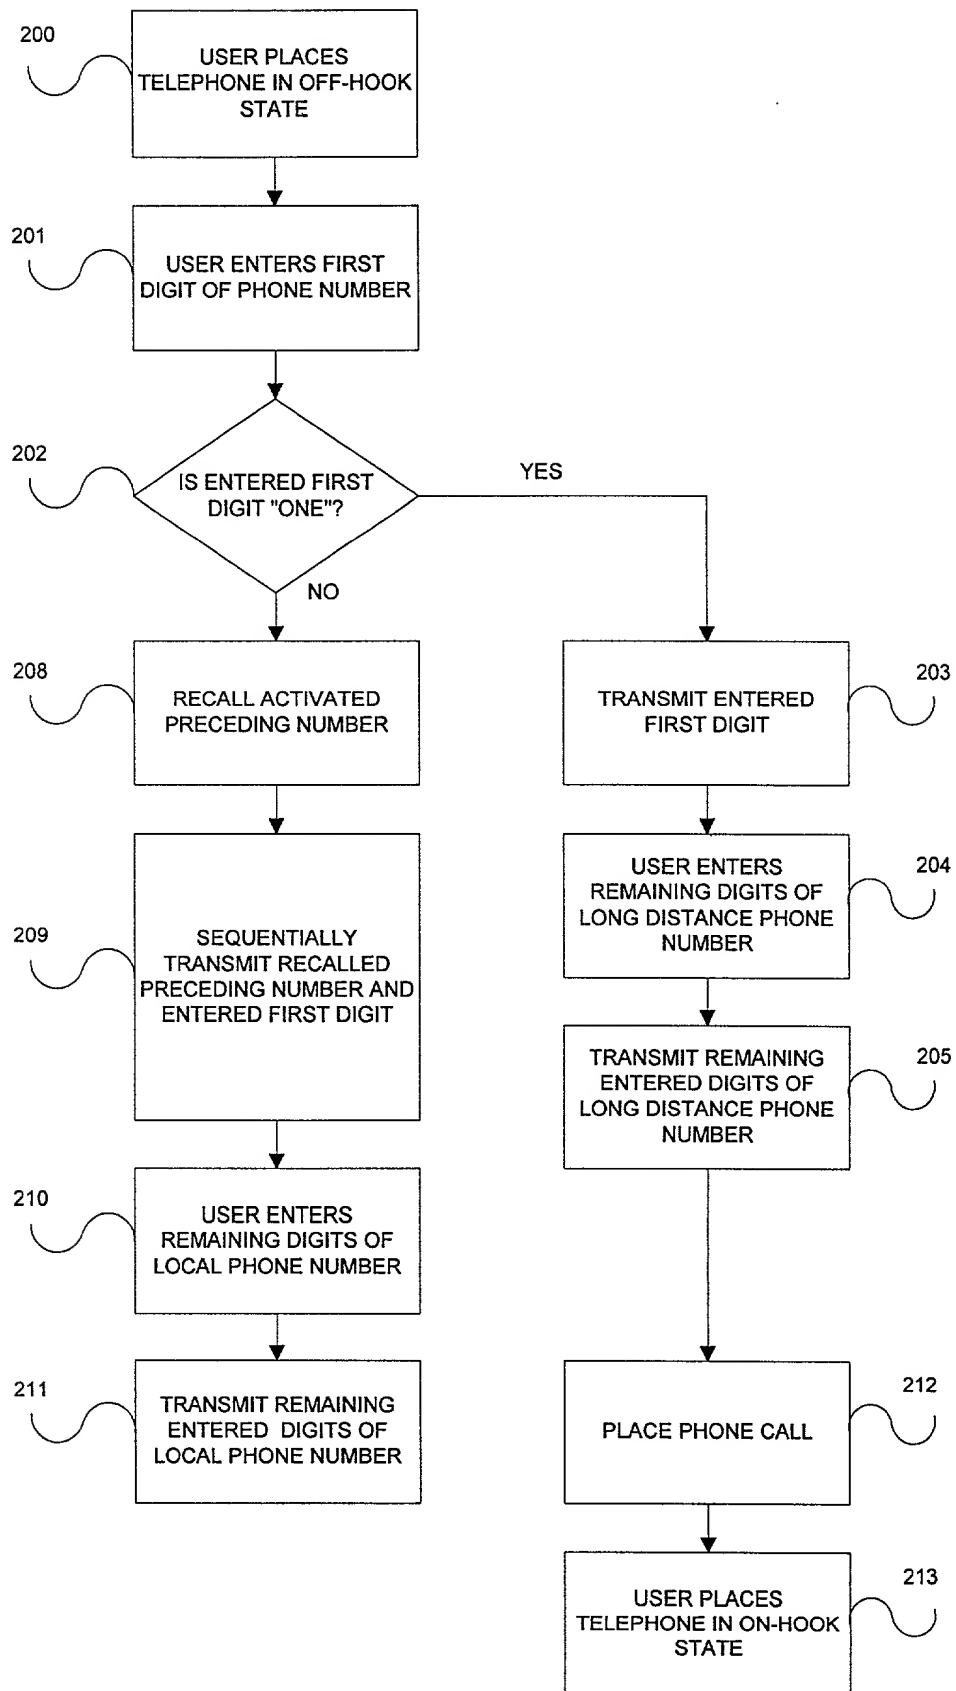 200
USER PLACES
TELEPHONE IN OFF-HOOK
STATE
201
USER ENTERS FIRST
DIGIT OF PHONE NUMBER
202
IS ENTERED FIRST
DIGIT "ONE"?
YES
NO
208
RECALL ACTIVATED
PRECEDING NUMBER
209
SEQUENTIALLY
TRANSMIT RECALLED
PRECEDING NUMBER AND
ENTERED FIRST DIGIT
210
USER ENTERS
REMAINING DIGITS OF
LOCAL PHONE NUMBER
211
TRANSMIT REMAINING
ENTERED DIGITS OF
LOCAL PHONE NUMBER
203
TRANSMIT ENTERED
FIRST DIGIT
204
USER ENTERS
REMAINING DIGITS OF
LONG DISTANCE PHONE
NUMBER
205
TRANSMIT REMAINING
ENTERED DIGITS OF
LONG DISTANCE PHONE
NUMBER
212
PLACE PHONE CALL
213
USER PLACES
TELEPHONE IN ON-HOOK
STATE